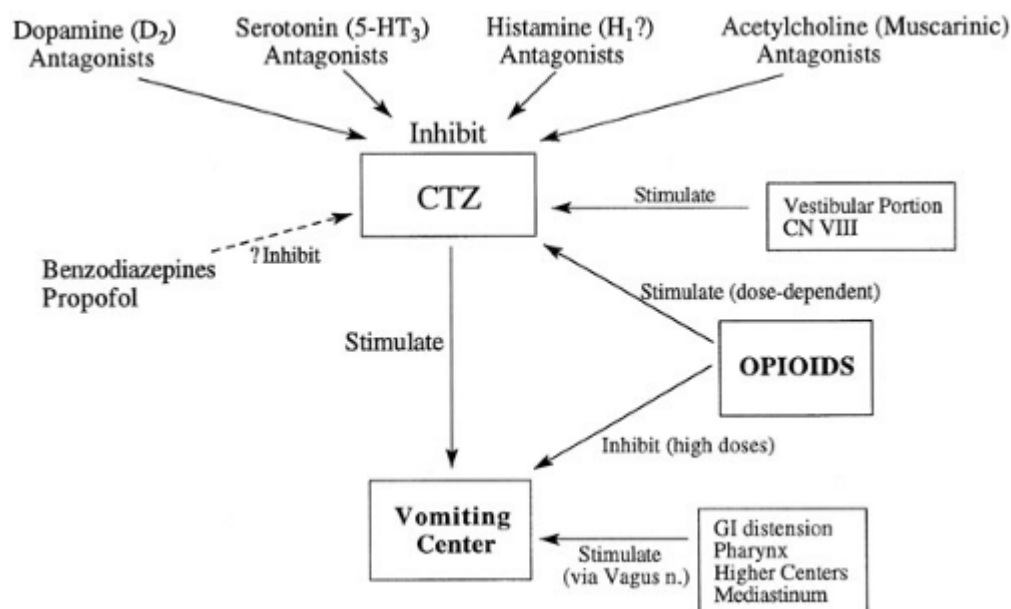 Dopamine (D2)
Antagonists
Serotonin (5-HT3)
Antagonists
Histamine (H1?)
Antagonists
Acetylcholine (Muscarinic)
Antagonists
Inhibit
CTZ
Stimulate
Vestibular Portion
CN VIII
?Inhibit
Benzodiazepines
Propofol
Stimulate (dose-dependent)
Stimulate
OPIOIDS
Inhibit (high doses)
Vomiting
Center
Stimulate
(via Vagus n.)
GI distension
Pharynx
Higher Centers
Mediastinum